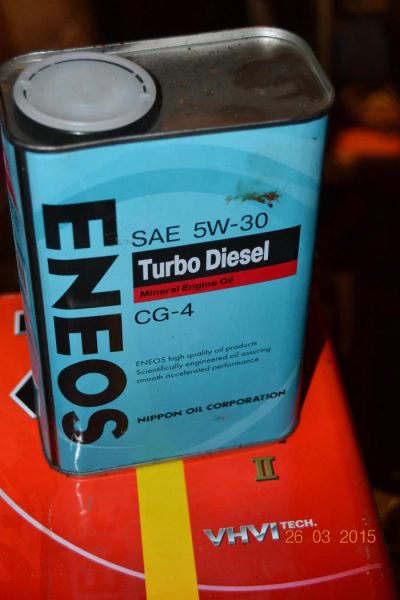 ENEOS
SAE 5W-30
Turbo Diesel
Mineral Engine Oil
CG-4
ENEOS high quality oil products
Scientifically engineered oil assuring
smooth accelerated performance
NIPPON OIL CORPORATION
II
VHVI TECH.
26 03 2015